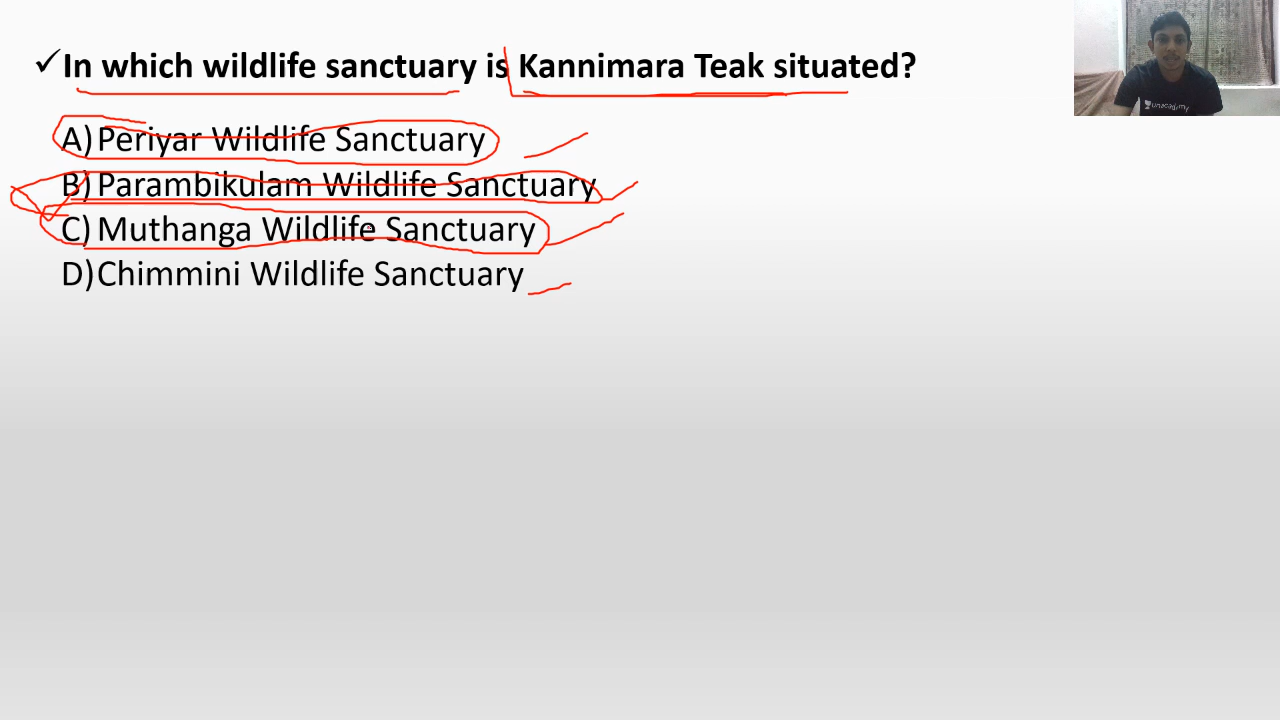 ✓In which wildlife sanctuary is Kannimara Teak situated?
A) Periyar Wildlife Sanctuary
B) Parambikulam Wildlife Sanctuary
C) Muthanga Wildlife Sanctuary
D) Chimmini Wildlife Sanctuary
unacademy